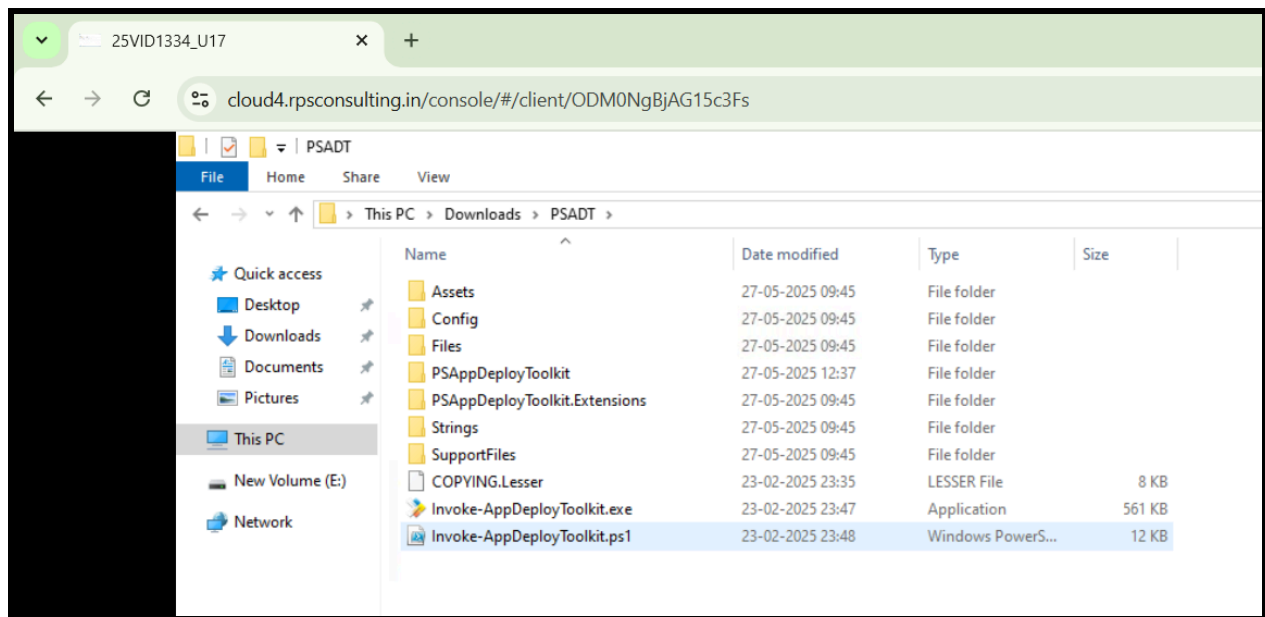 25VID1334_U17
cloud4.rpsconsulting.in/console/#/client/ODM0NgBjAG15c3Fs
PSADT
File Home Share View
This PC Downloads PSADT
Name Date modified Type Size
Quick access
Desktop
Downloads
Documents
Pictures
This PC
New Volume (E:)
Network
Assets 27-05-2025 09:45 File folder
Config 27-05-2025 09:45 File folder
Files 27-05-2025 09:45 File folder
PSAppDeployToolkit 27-05-2025 12:37 File folder
PSAppDeployToolkit.Extensions 27-05-2025 09:45 File folder
Strings 27-05-2025 09:45 File folder
SupportFiles 27-05-2025 09:45 File folder
COPYING.Lesser 23-02-2025 23:35 LESSER File 8 KB
Invoke-AppDeployToolkit.exe 23-02-2025 23:47 Application 561 KB
Invoke-AppDeployToolkit.ps1 23-02-2025 23:48 Windows PowerS... 12 KB